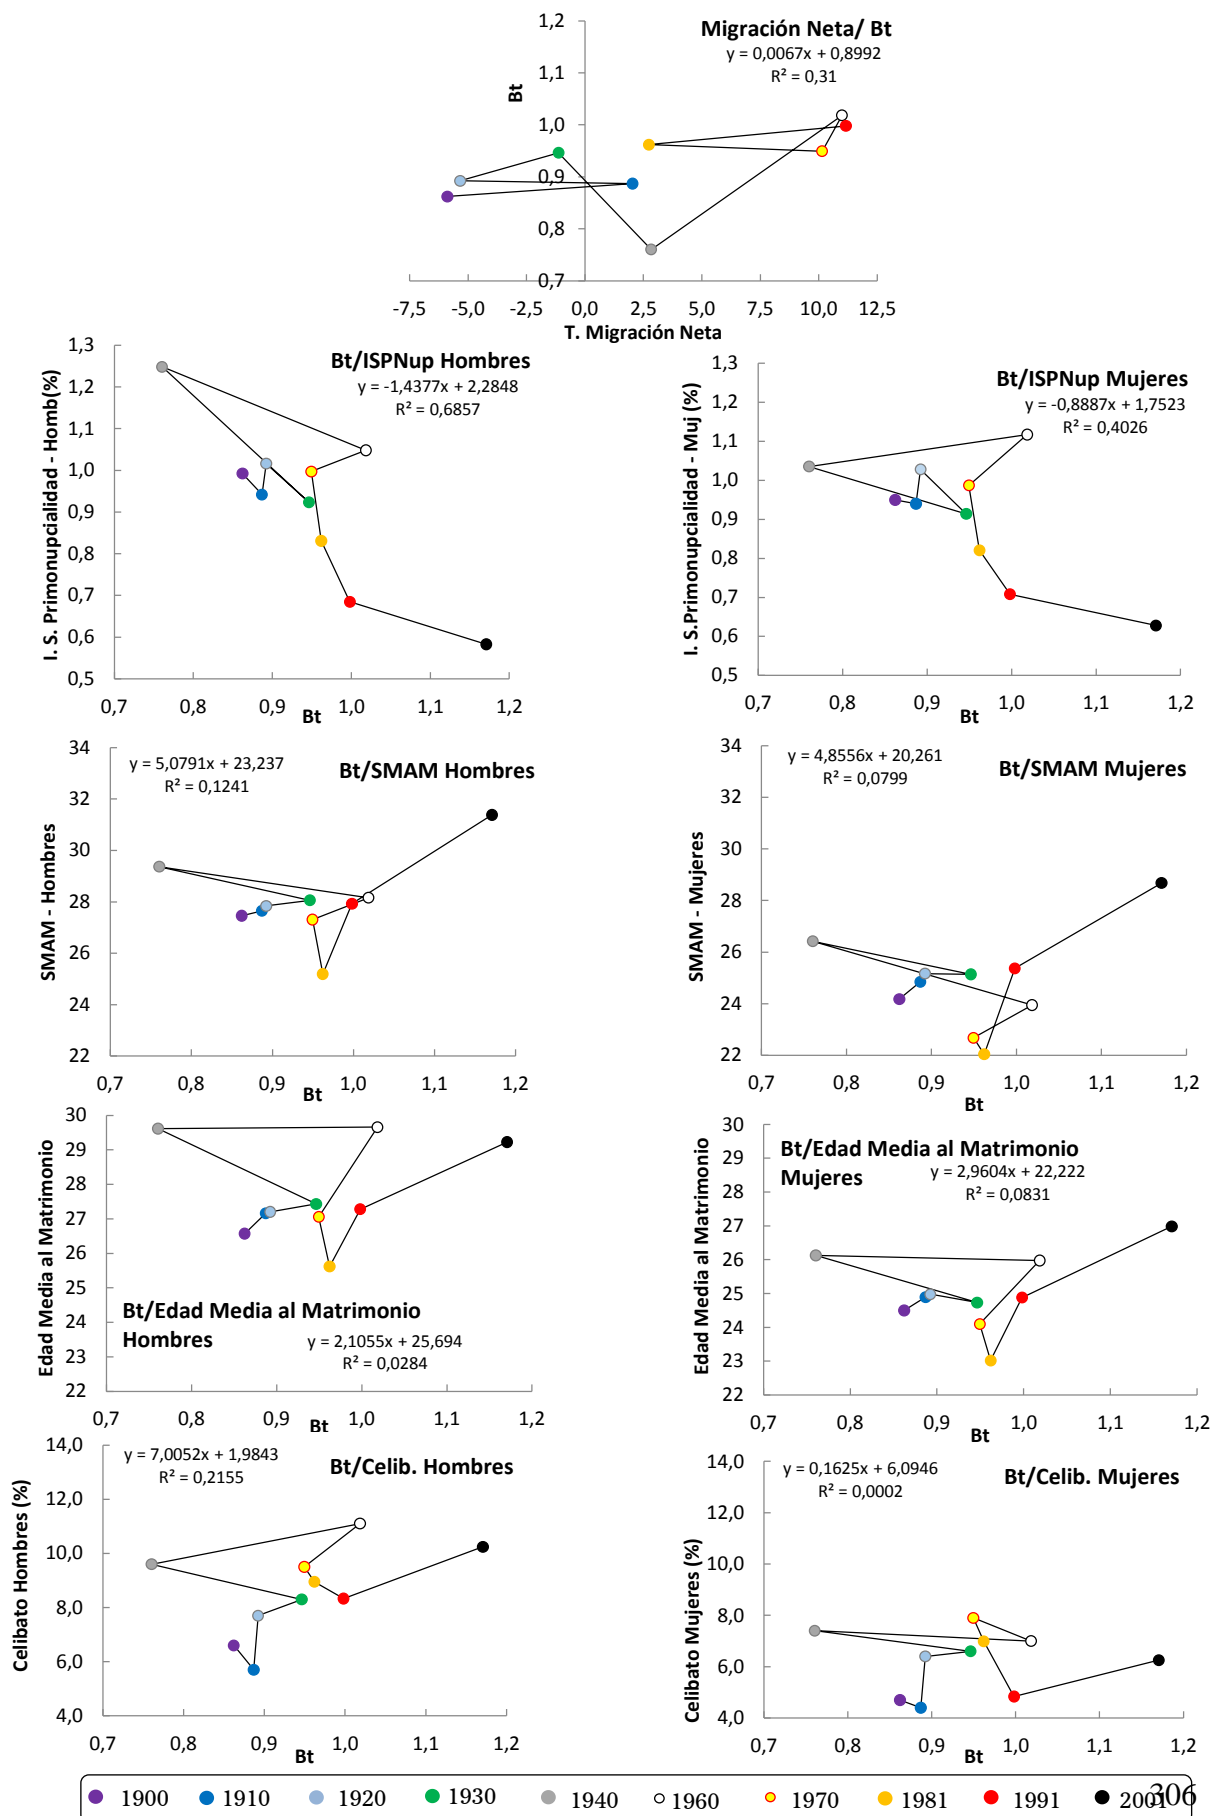 Migración Neta/ Bt
y = 0,0067x + 0,8992
R² = 0,31
Bt
1,2
1,1
1,0
0,9
0,8
0,7
-7,5 -5,0 -2,5 0,0 2,5 5,0 7,5 10,0 12,5
T. Migración Neta
Bt/ISPNup Hombres
y = -1,4377x + 2,2848
R² = 0,6857
I. S. Primonupcialidad - Homb(%)
1,3
1,2
1,1
1,0
0,9
0,8
0,7
0,6
0,5
0,7 0,8 0,9 1,0 1,1 1,2
Bt
Bt/ISPNup Mujeres
y = -0,8887x + 1,7523
R² = 0,4026
I. S.Primonupcialidad - Muj (%)
1,3
1,2
1,1
1,0
0,9
0,8
0,7
0,6
0,5
0,7 0,8 0,9 1,0 1,1 1,2
Bt
Bt/SMAM Hombres
y = 5,0791x + 23,237
R² = 0,1241
SMAM - Hombres
34
32
30
28
26
24
22
0,7 0,8 0,9 1,0 1,1 1,2
Bt
Bt/SMAM Mujeres
y = 4,8556x + 20,261
R² = 0,0799
SMAM - Mujeres
34
32
30
28
26
24
22
0,7 0,8 0,9 1,0 1,1 1,2
Bt
Bt/Edad Media al Matrimonio
Hombres
y = 2,1055x + 25,694
R² = 0,0284
Edad Media al Matrimonio
30
29
28
27
26
25
24
23
22
0,7 0,8 0,9 1,0 1,1 1,2
Bt
Bt/Edad Media al Matrimonio
Mujeres
y = 2,9604x + 22,222
R² = 0,0831
Edad Media al Matrimonio
30
29
28
27
26
25
24
23
22
0,7 0,8 0,9 1,0 1,1 1,2
Bt
Bt/Celib. Hombres
y = 7,0052x + 1,9843
R² = 0,2155
Celibato Hombres (%)
14,0
12,0
10,0
8,0
6,0
4,0
0,7 0,8 0,9 1,0 1,1 1,2
Bt
Bt/Celib. Mujeres
y = 0,1625x + 6,0946
R² = 0,0002
Celibato Mujeres (%)
14,0
12,0
10,0
8,0
6,0
4,0
0,7 0,8 0,9 1,0 1,1 1,2
Bt
1900 1910 1920 1930 1940 1960 1970 1981 1991 2001
306